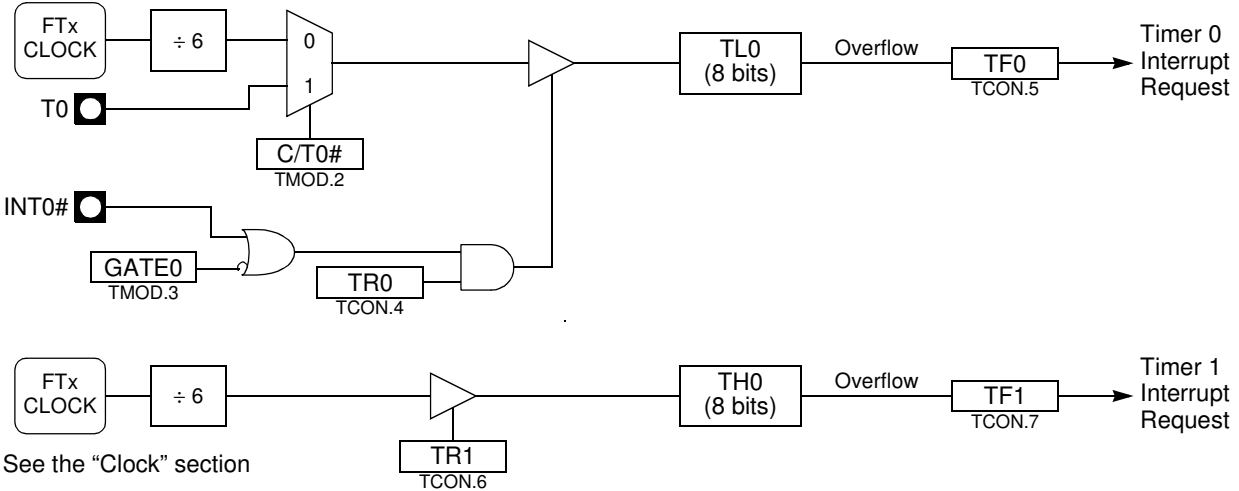 FTx
CLOCK
÷ 6
0
1
T0
C/T0#
TMOD.2
TL0
(8 bits)
Overflow
TF0
TCON.5
Timer 0
Interrupt
Request
INT0#
GATE0
TMOD.3
TR0
TCON.4
FTx
CLOCK
÷ 6
TR1
TCON.6
TH0
(8 bits)
Overflow
TF1
TCON.7
Timer 1
Interrupt
Request
See the “Clock” section